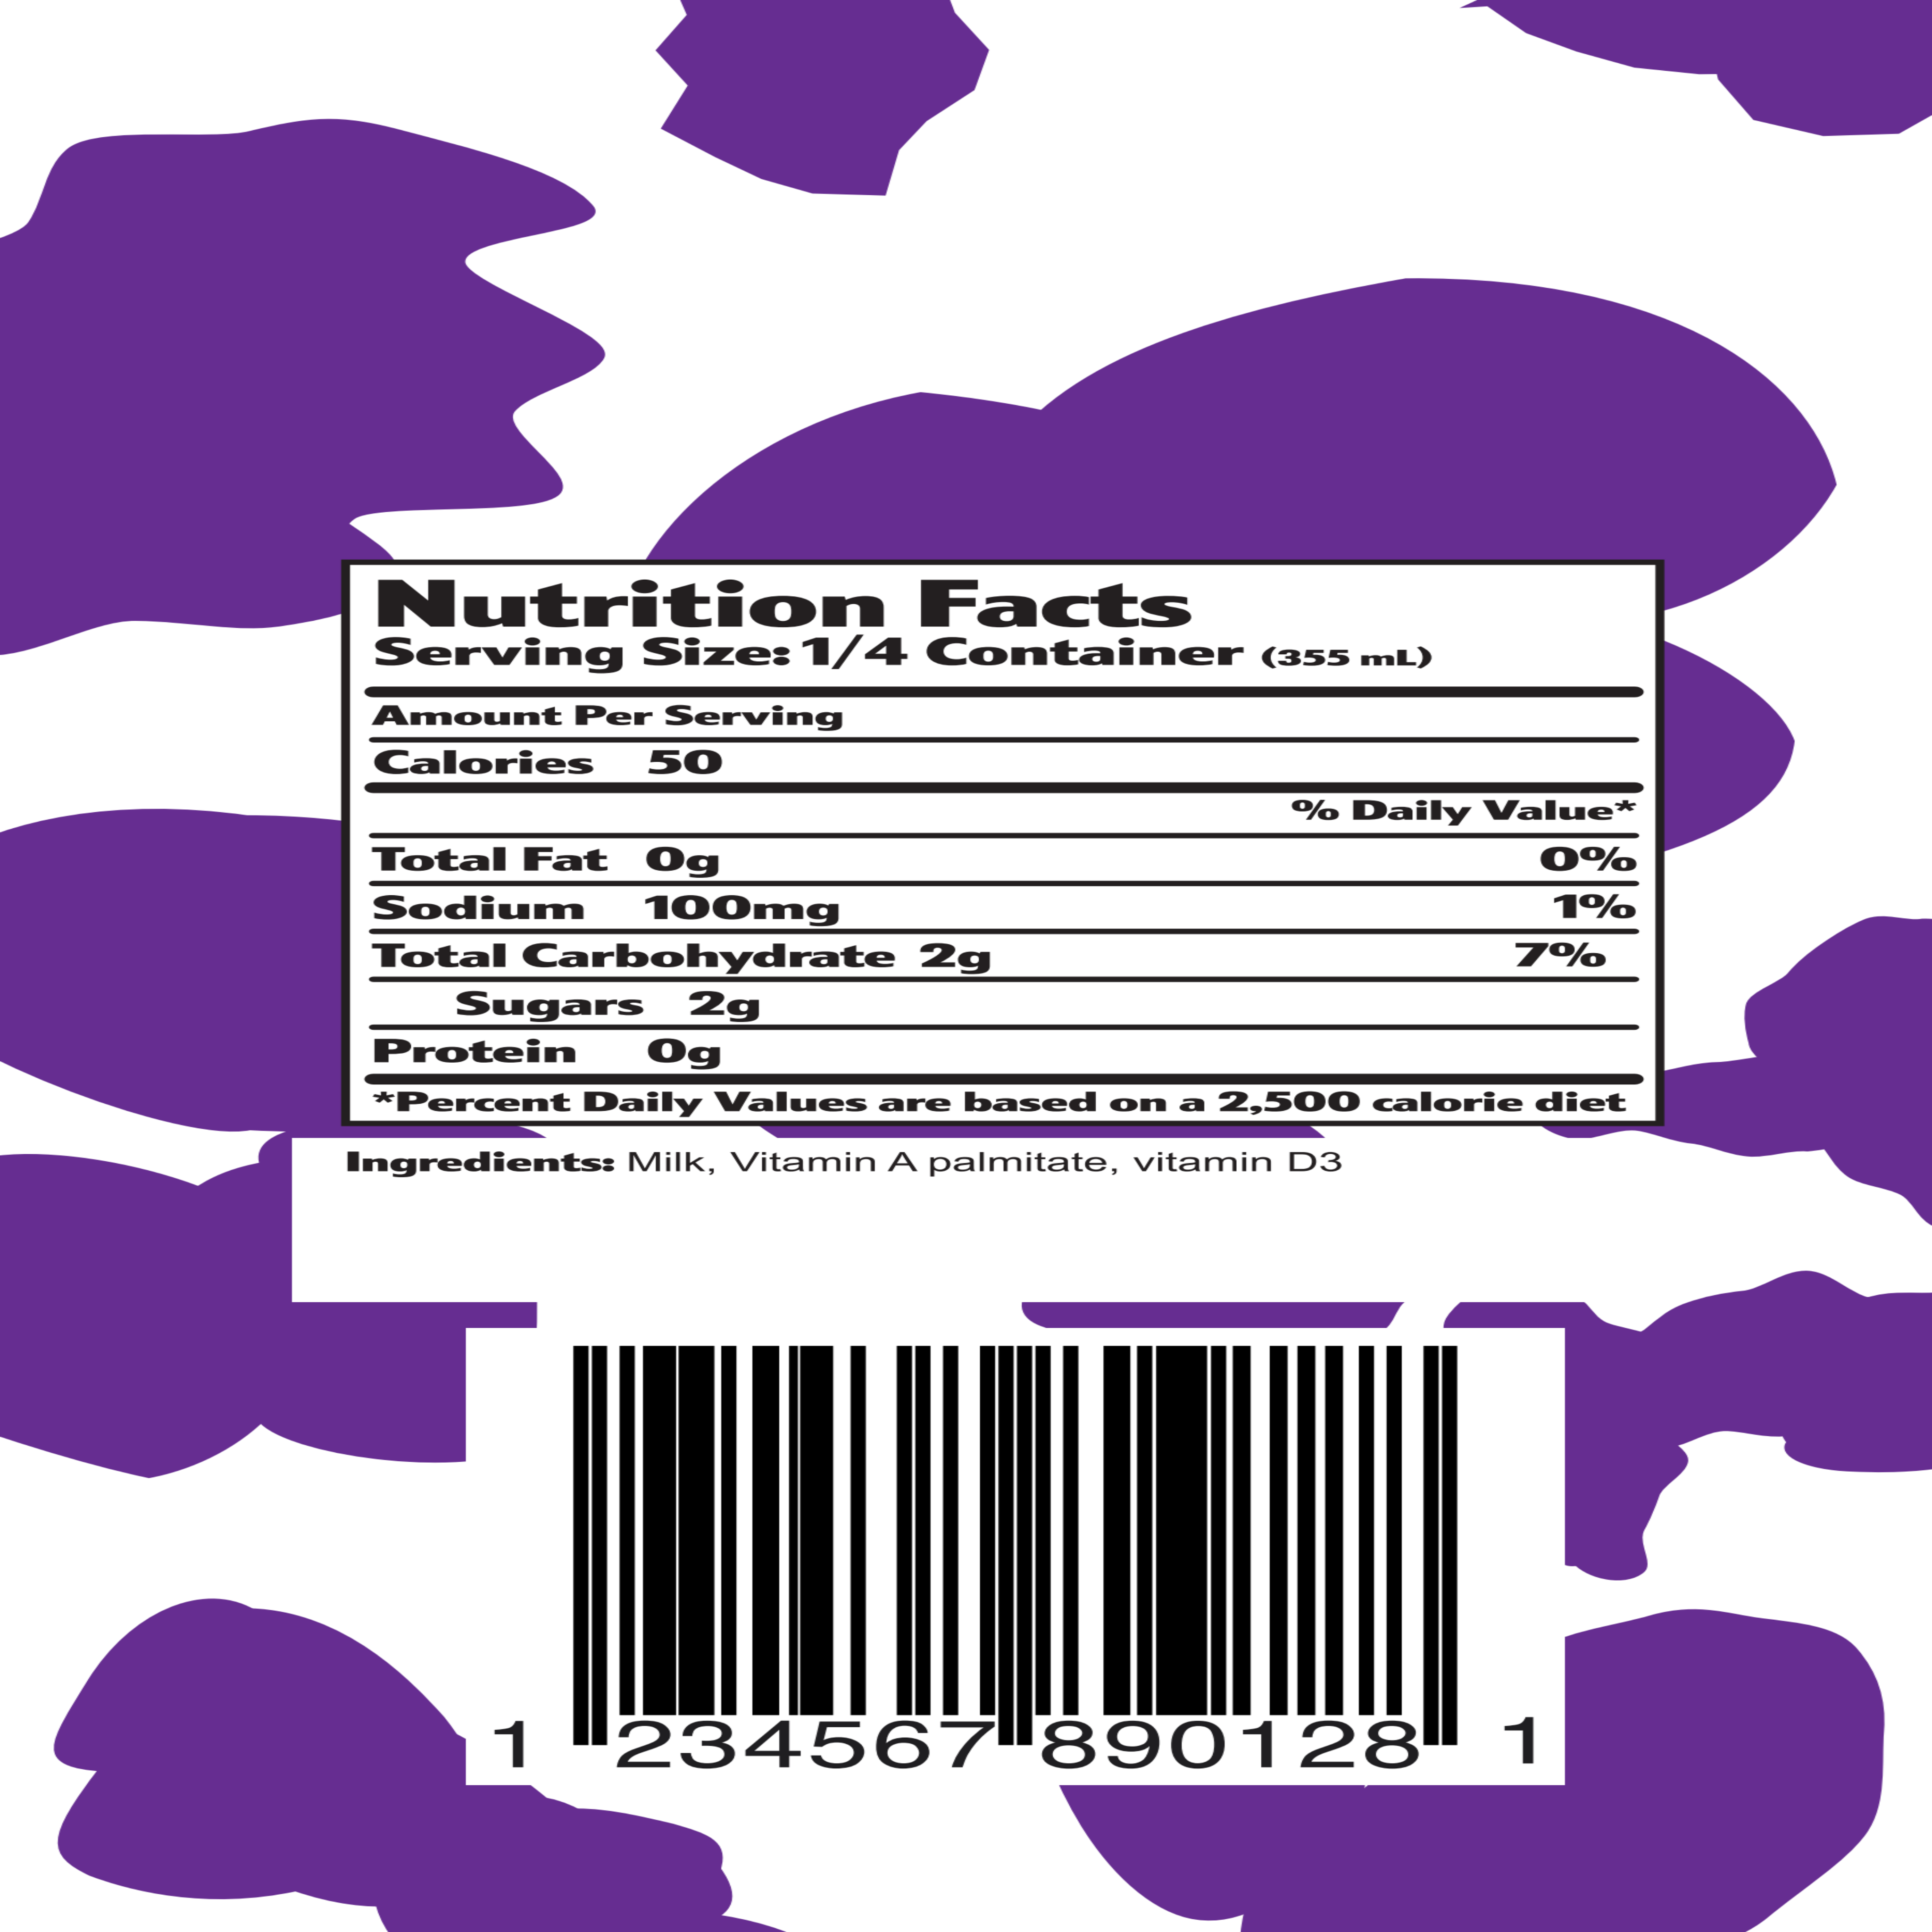 Nutrition Facts
Serving Size: 1/4 Container (355 mL)
Amount Per Serving
Calories 50
% Daily Value*
Total Fat 0g 0%
Sodium 100mg 1%
Total Carbohydrate 2g 7%
Sugars 2g
Protein 0g
*Percent Daily Values are based on a 2,500 calorie diet
Ingredients: Milk, Vitamin A palmitate, vitamin D3
1 234567 890128 1